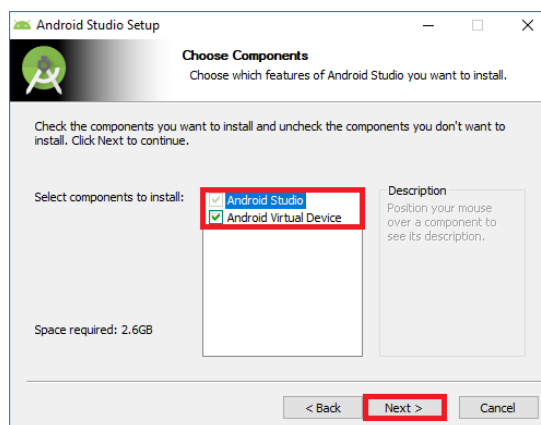 Android Studio Setup
Choose Components
Choose which features of Android Studio you want to install.
Check the components you want to install and uncheck the components you don't want to
install. Click Next to continue.
Select components to install:
Android Studio
Android Virtual Device
Description
Position your mouse
over a component to
see its description.
Space required: 2.6GB
< Back
Next >
Cancel